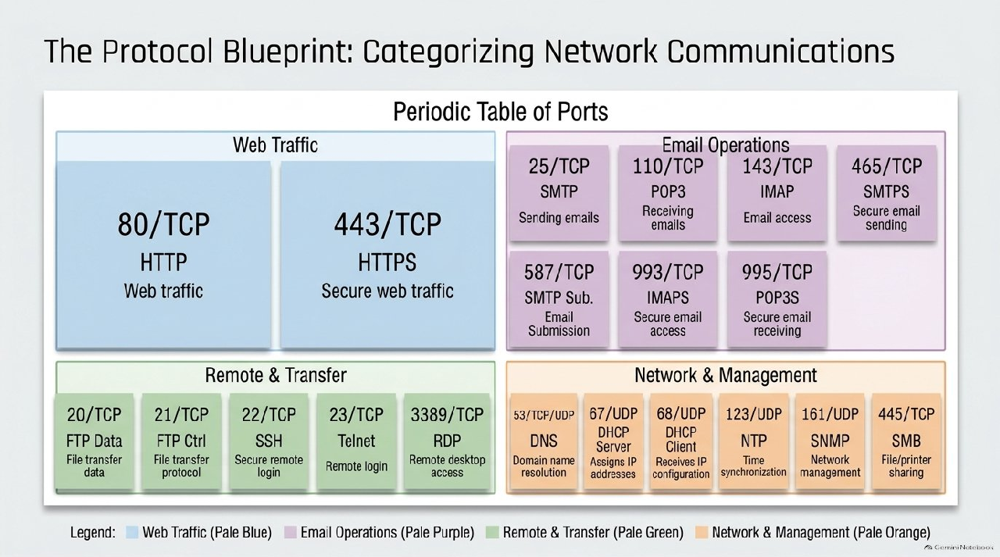 The Protocol Blueprint: Categorizing Network Communications
Periodic Table of Ports
Web Traffic
80/TCP
HTTP
Web traffic
443/TCP
HTTPS
Secure web traffic
Email Operations
25/TCP
SMTP
Sending emails
110/TCP
POP3
Receiving
emails
143/TCP
IMAP
Email access
465/TCP
SMTPS
Secure email
sending
587/TCP
SMTP Sub.
Email
Submission
993/TCP
IMAPS
Secure email
access
995/TCP
POP3S
Secure email
receiving
Remote & Transfer
20/TCP
FTP Data
File transfer
data
21/TCP
FTP Ctrl
File transfer
protocol
22/TCP
SSH
Secure remote
login
23/TCP
Telnet
Remote login
3389/TCP
RDP
Remote desktop
access
Network & Management
53/TCP/UDP
DNS
Domain name
resolution
67/UDP
DHCP
Server
Assigns IP
addresses
68/UDP
DHCP
Client
Receives IP
configuration
123/UDP
NTP
Time
synchronization
161/UDP
SNMP
Network
management
445/TCP
SMB
File/printer
sharing
Legend: Web Traffic (Pale Blue) Email Operations (Pale Purple) Remote & Transfer (Pale Green) Network & Management (Pale Orange)
Gemini Notebook